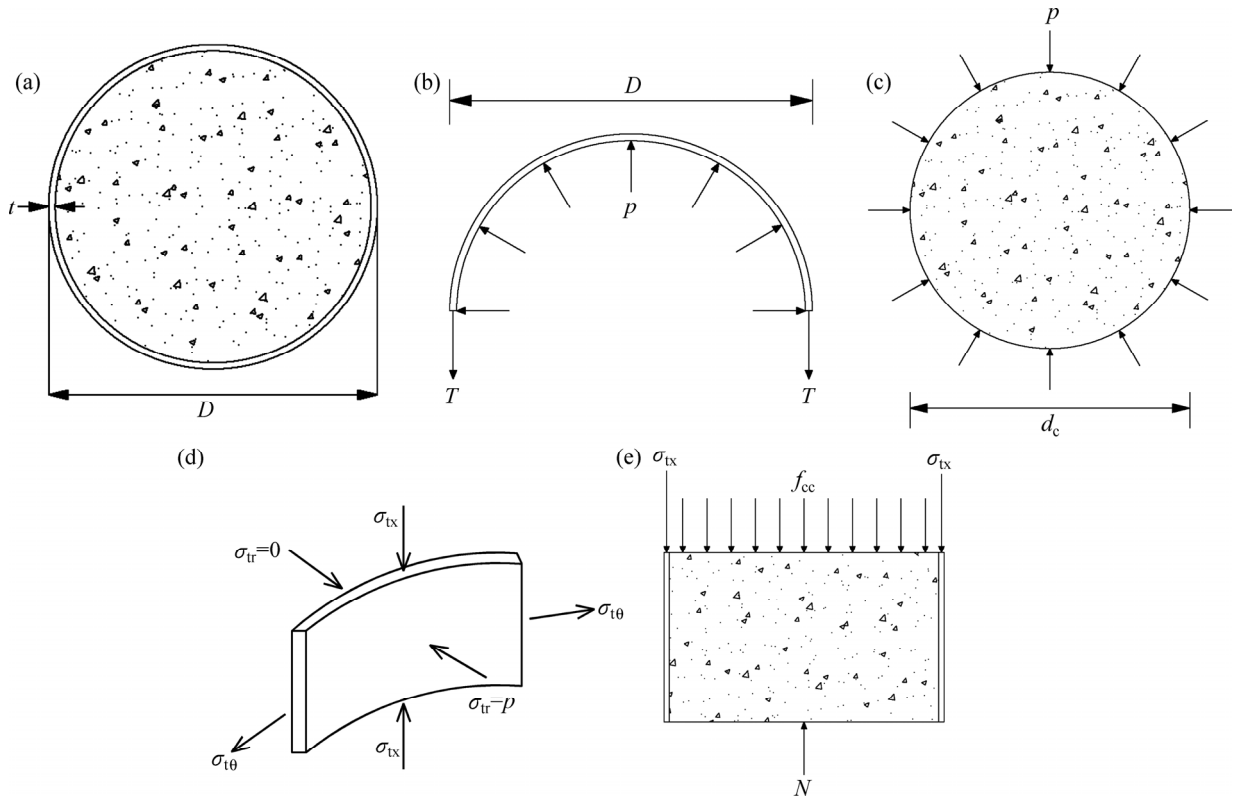 (a)
t
D
(b)
D
p
T
T
(c)
p
d_c
(d)
σ_tx
σ_tr=0
σ_tθ
σ_tr=p
σ_tθ
σ_tx
(e)
σ_tx
σ_tx
f_cc
N